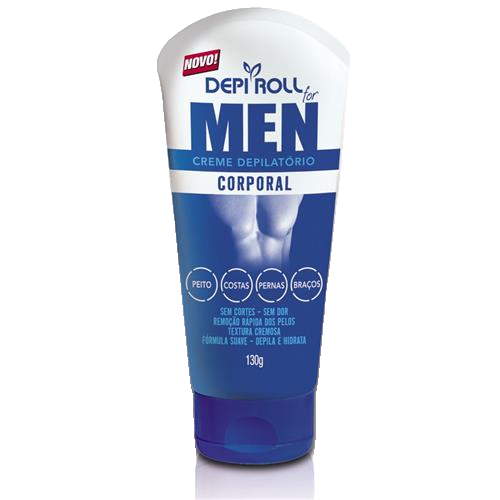 NOVO!
DEPI ROLL
for
MEN
CREME DEPILATÓRIO
CORPORAL
PEITO COSTAS PERNAS BRAÇOS
SEM CORTES - SEM DOR
REMOÇÃO RÁPIDA DOS PELOS
TEXTURA CREMOSA
FÓRMULA SUAVE - DEPILA E HIDRATA
130g